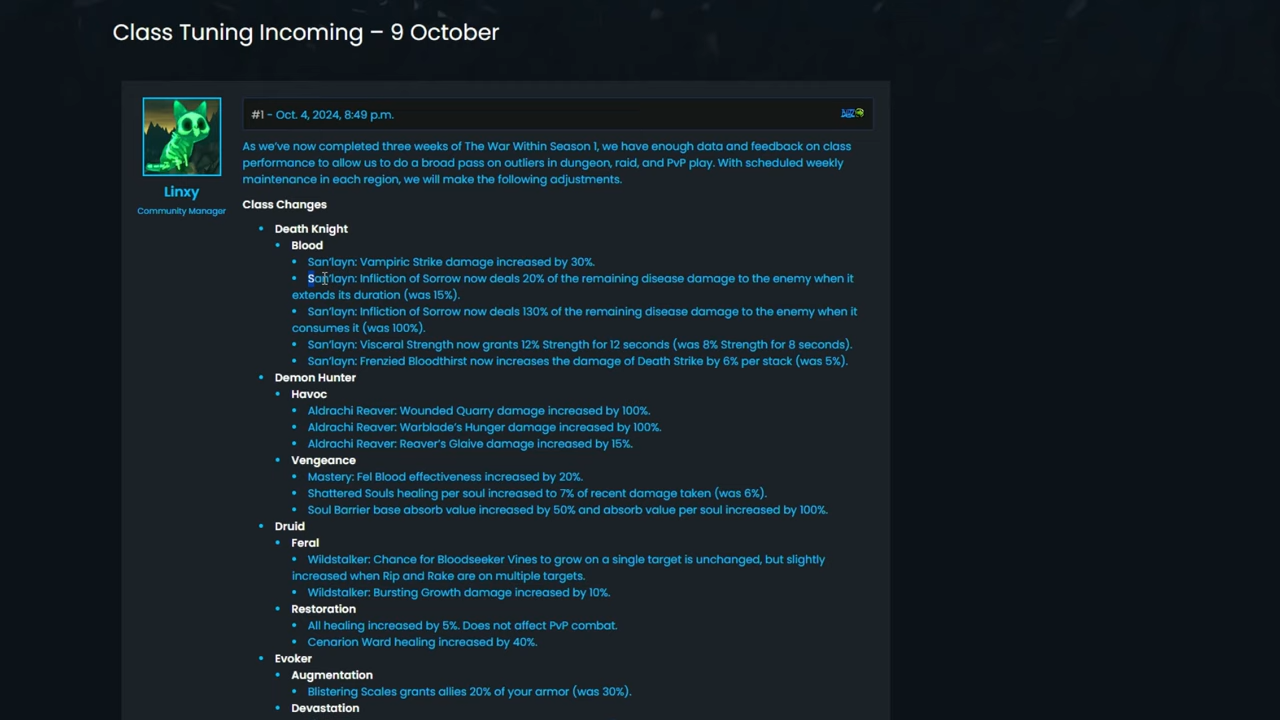 Class Tuning Incoming – 9 October
#1 - Oct. 4, 2024, 8:49 p.m.
Linxy
Community Manager
As we’ve now completed three weeks of The War Within Season 1, we have enough data and feedback on class
performance to allow us to do a broad pass on outliers in dungeon, raid, and PvP play. With scheduled weekly
maintenance in each region, we will make the following adjustments.
Class Changes
Death Knight
Blood
San’layn: Vampiric Strike damage increased by 30%.
San’layn: Infliction of Sorrow now deals 20% of the remaining disease damage to the enemy when it
extends its duration (was 15%).
San’layn: Infliction of Sorrow now deals 130% of the remaining disease damage to the enemy when it
consumes it (was 100%).
San’layn: Visceral Strength now grants 12% Strength for 12 seconds (was 8% Strength for 8 seconds).
San’layn: Frenzied Bloodthirst now increases the damage of Death Strike by 6% per stack (was 5%).
Demon Hunter
Havoc
Aldrachi Reaver: Wounded Quarry damage increased by 100%.
Aldrachi Reaver: Warblade’s Hunger damage increased by 100%.
Aldrachi Reaver: Reaver’s Glaive damage increased by 15%.
Vengeance
Mastery: Fel Blood effectiveness increased by 20%.
Shattered Souls healing per soul increased to 7% of recent damage taken (was 6%).
Soul Barrier base absorb value increased by 50% and absorb value per soul increased by 100%.
Druid
Feral
Wildstalker: Chance for Bloodseeker Vines to grow on a single target is unchanged, but slightly
increased when Rip and Rake are on multiple targets.
Wildstalker: Bursting Growth damage increased by 10%.
Restoration
All healing increased by 5%. Does not affect PvP combat.
Cenarion Ward healing increased by 40%.
Evoker
Augmentation
Blistering Scales grants allies 20% of your armor (was 30%).
Devastation